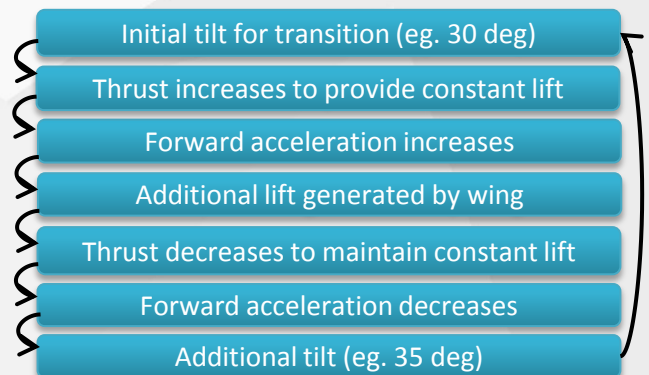 Initial tilt for transition (eg. 30 deg)
Thrust increases to provide constant lift
Forward acceleration increases
Additional lift generated by wing
Thrust decreases to maintain constant lift
Forward acceleration decreases
Additional tilt (eg. 35 deg)